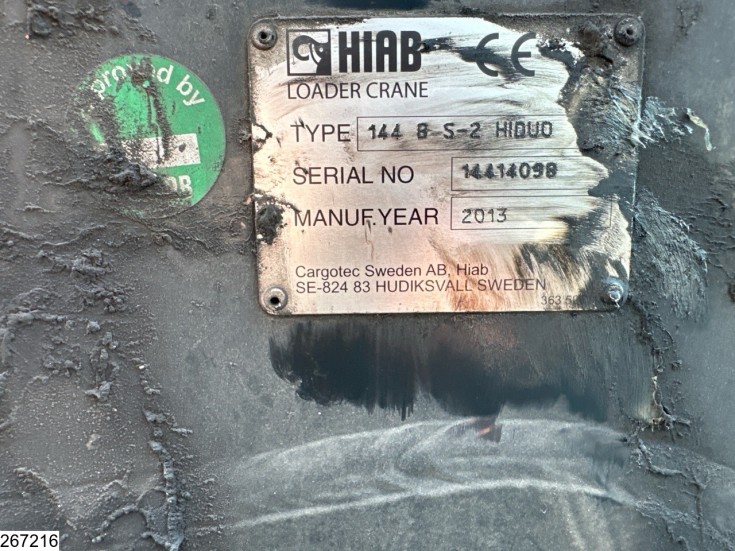 proved by
HIAB CE
LOADER CRANE
TYPE 144 B S-2 HIDUO
SERIAL NO 14414098
MANUF.YEAR 2013
Cargotec Sweden AB, Hiab
SE-824 83 HUDIKSVALL SWEDEN
267216